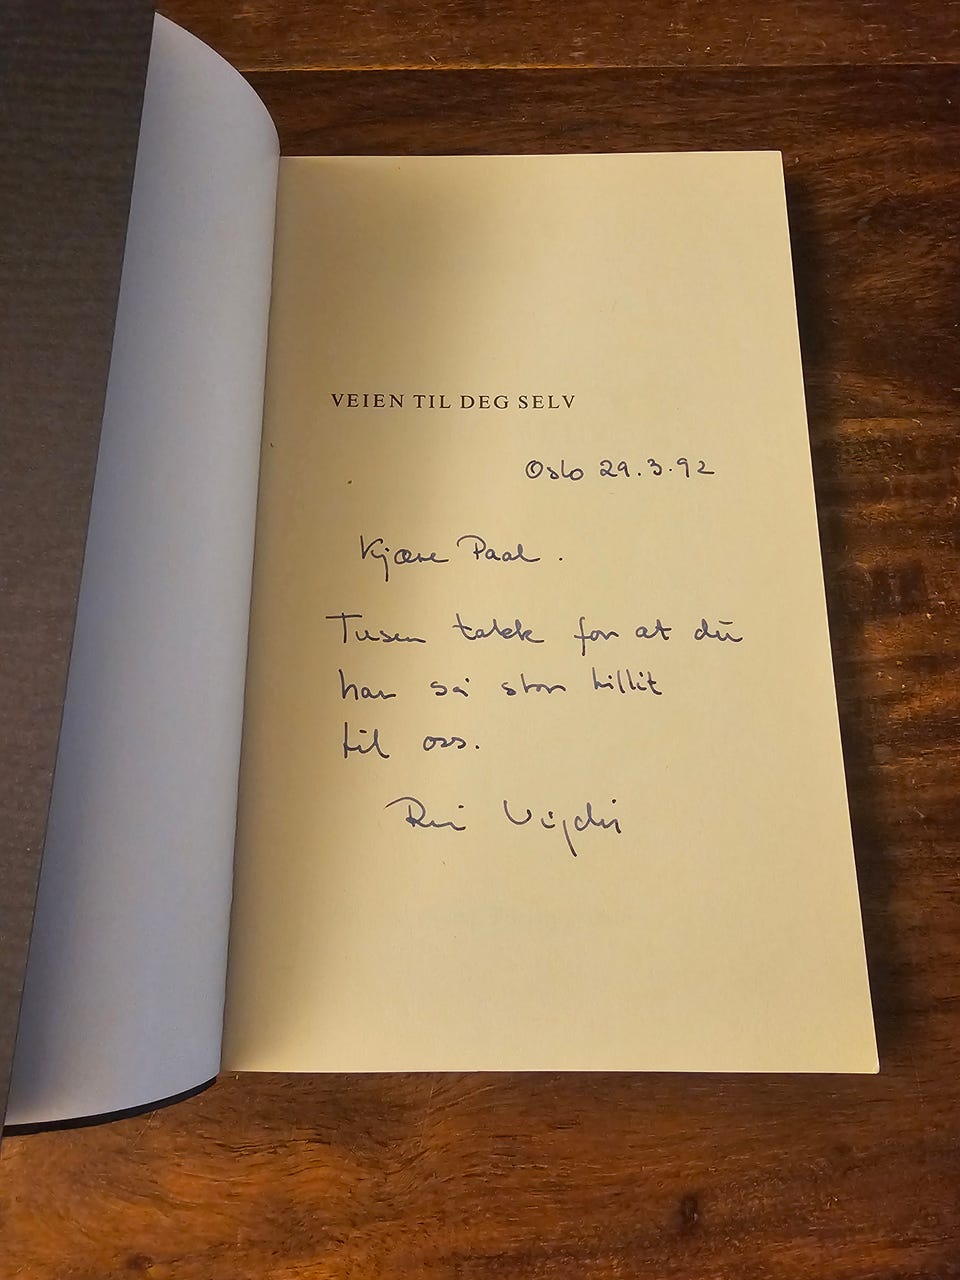 VEIEN TIL DEG SELV
Oslo 29.3.92
Kjære Paal.
Tusen takk for at du
har så stor tillit
til oss.
Vigdis